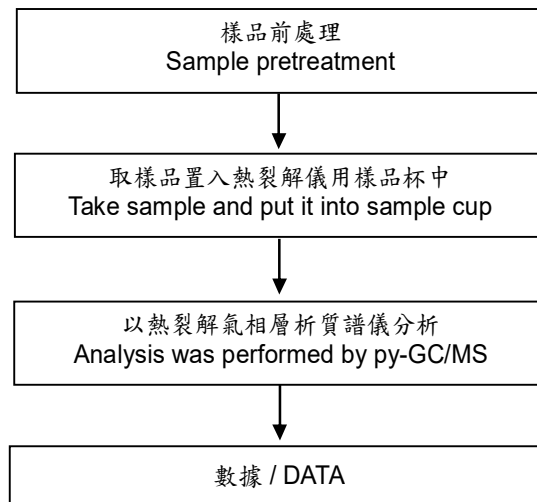 樣品前處理
Sample pretreatment
取樣品置入熱裂解儀用樣品杯中
Take sample and put it into sample cup
以熱裂解氣相層析質譜儀分析
Analysis was performed by py-GC/MS
數據 / DATA